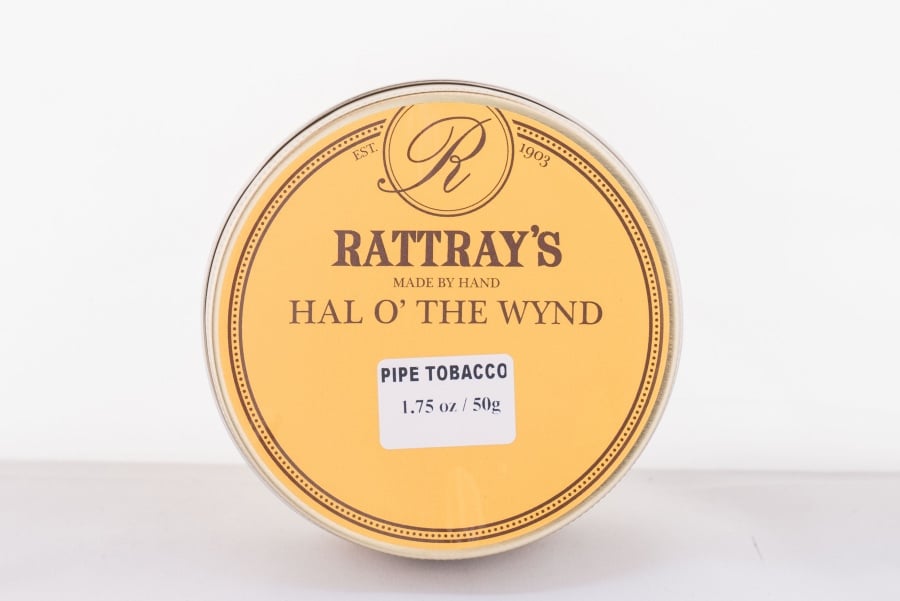 R
EST. 1903
RATTRAY'S
MADE BY HAND
HAL O' THE WYND
PIPE TOBACCO
1.75 oz / 50g